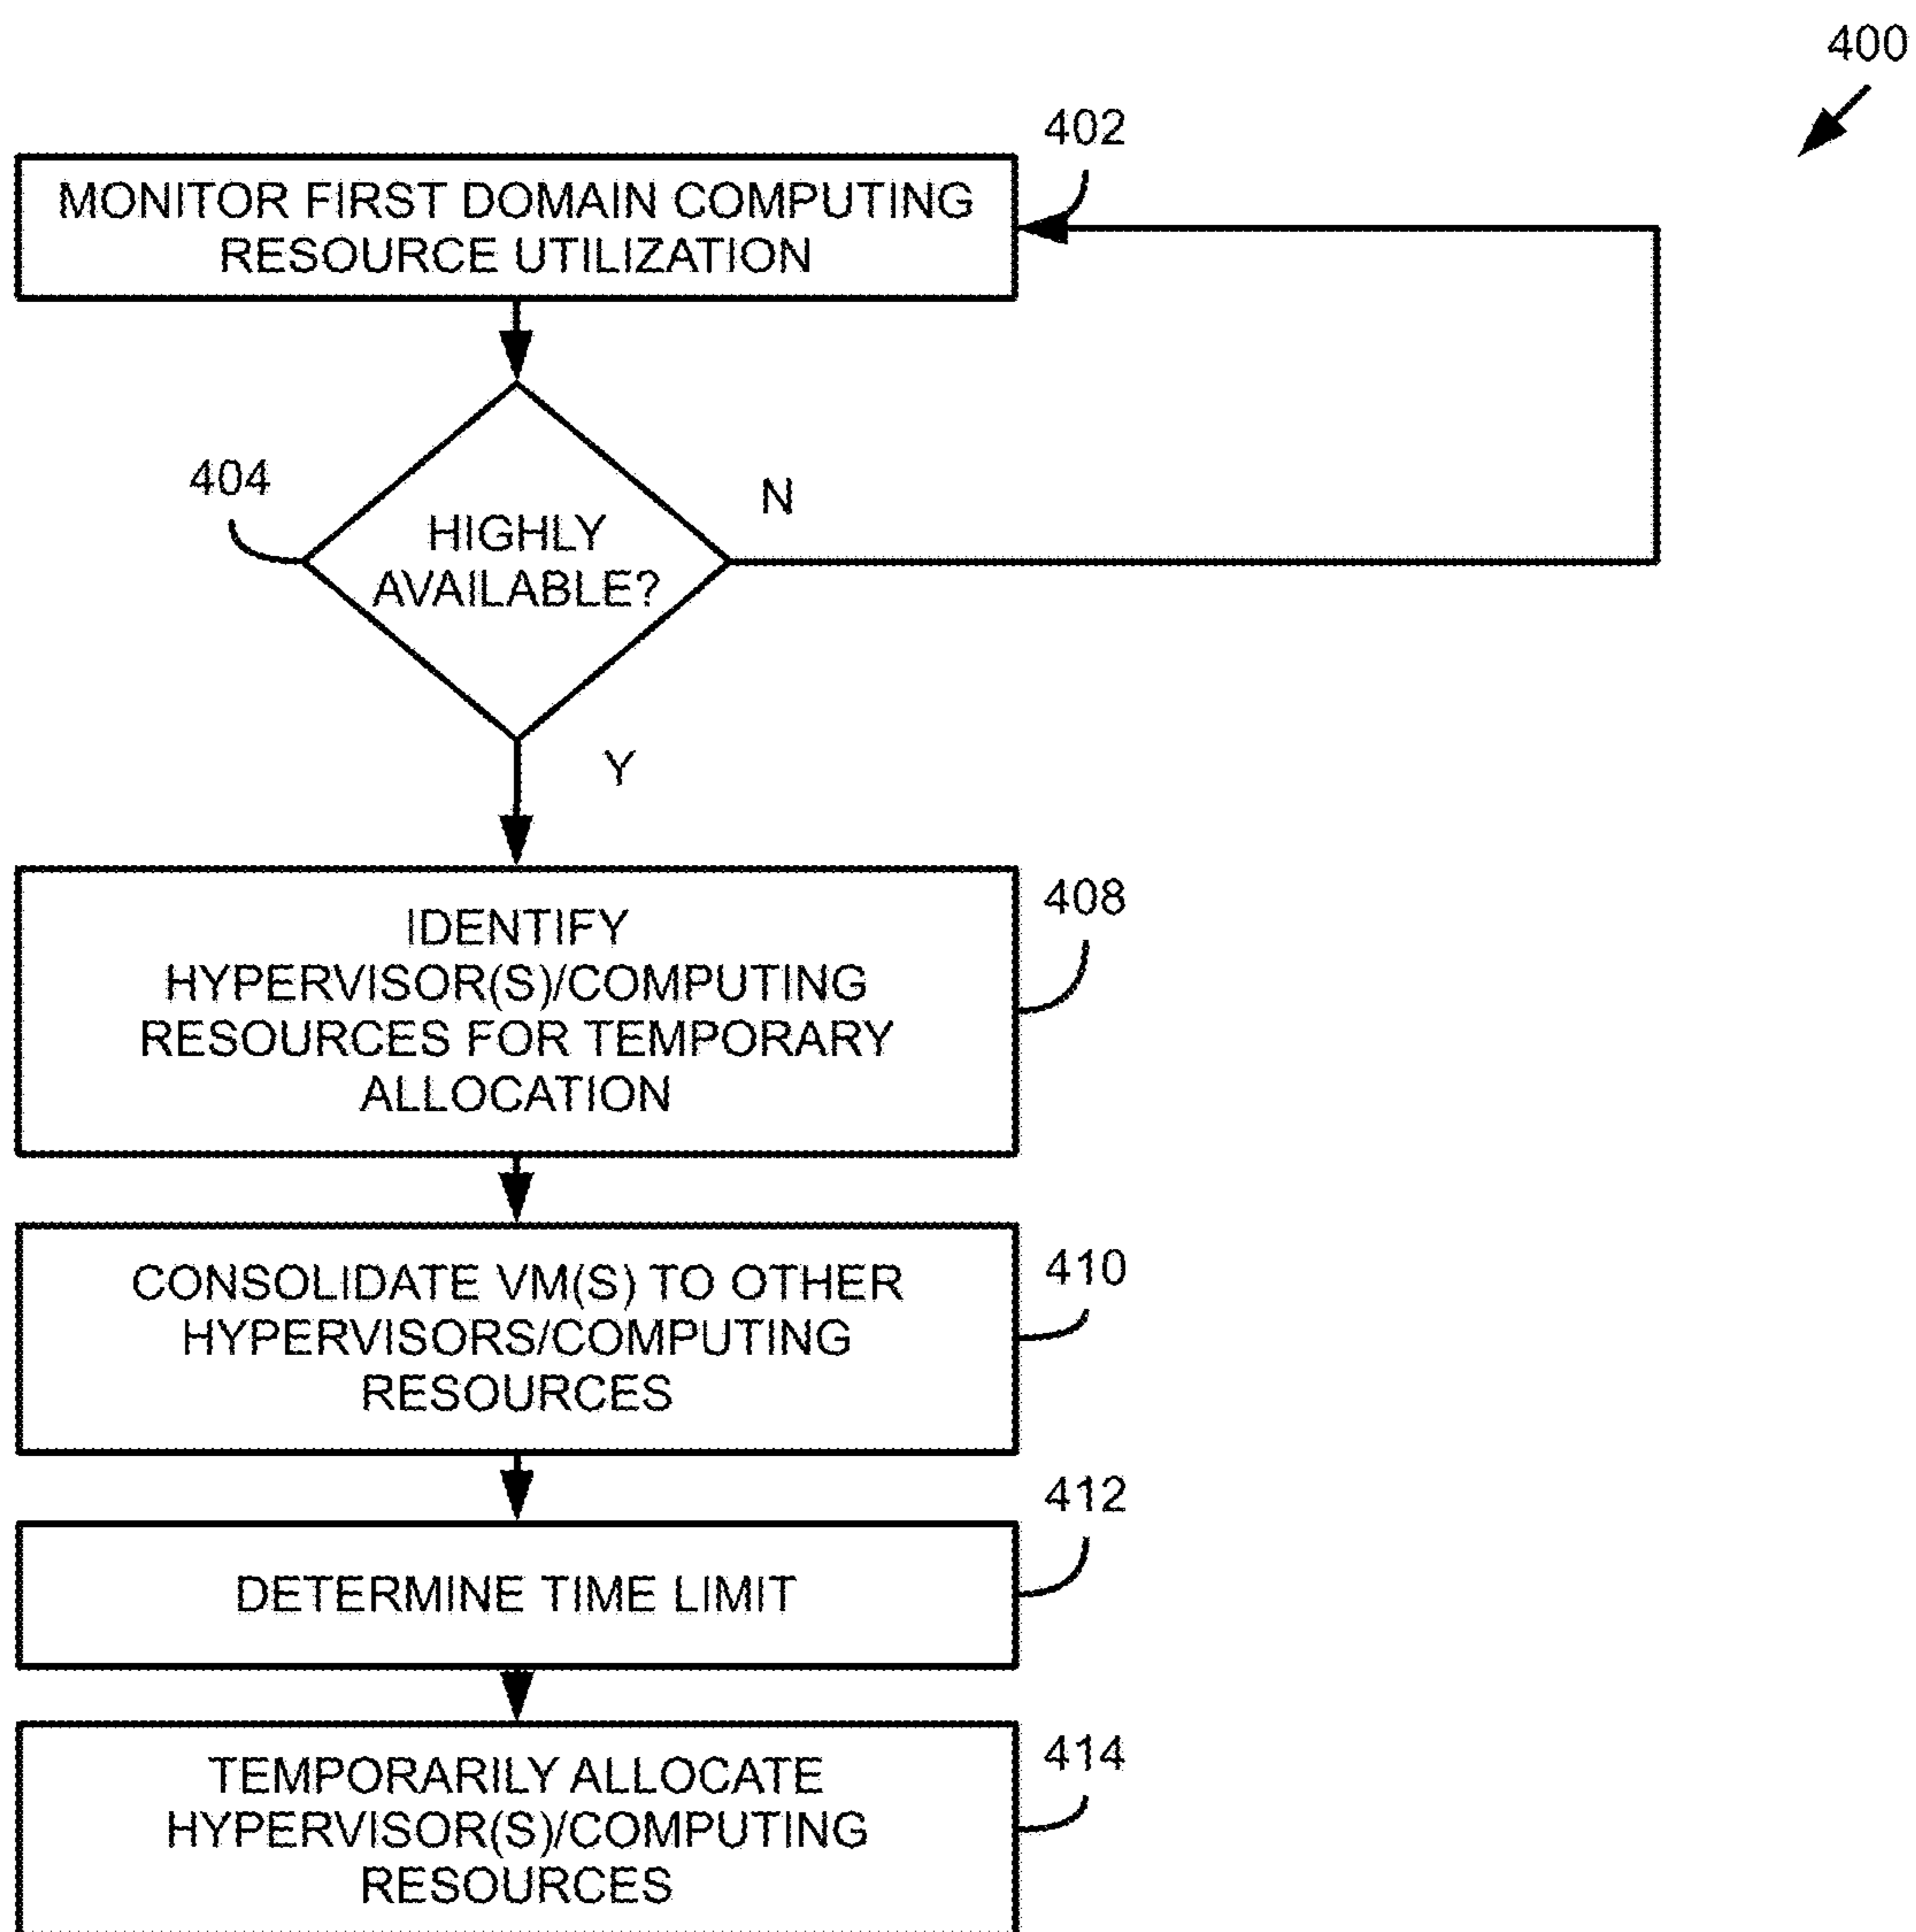 400
402
MONITOR FIRST DOMAIN COMPUTING
RESOURCE UTILIZATION
404
N
HIGHLY
AVAILABLE?
Y
408
IDENTIFY
HYPERVISOR(S)/COMPUTING
RESOURCES FOR TEMPORARY
ALLOCATION
410
CONSOLIDATE VM(S) TO OTHER
HYPERVISORS/COMPUTING
RESOURCES
412
DETERMINE TIME LIMIT
414
TEMPORARILY ALLOCATE
HYPERVISOR(S)/COMPUTING
RESOURCES